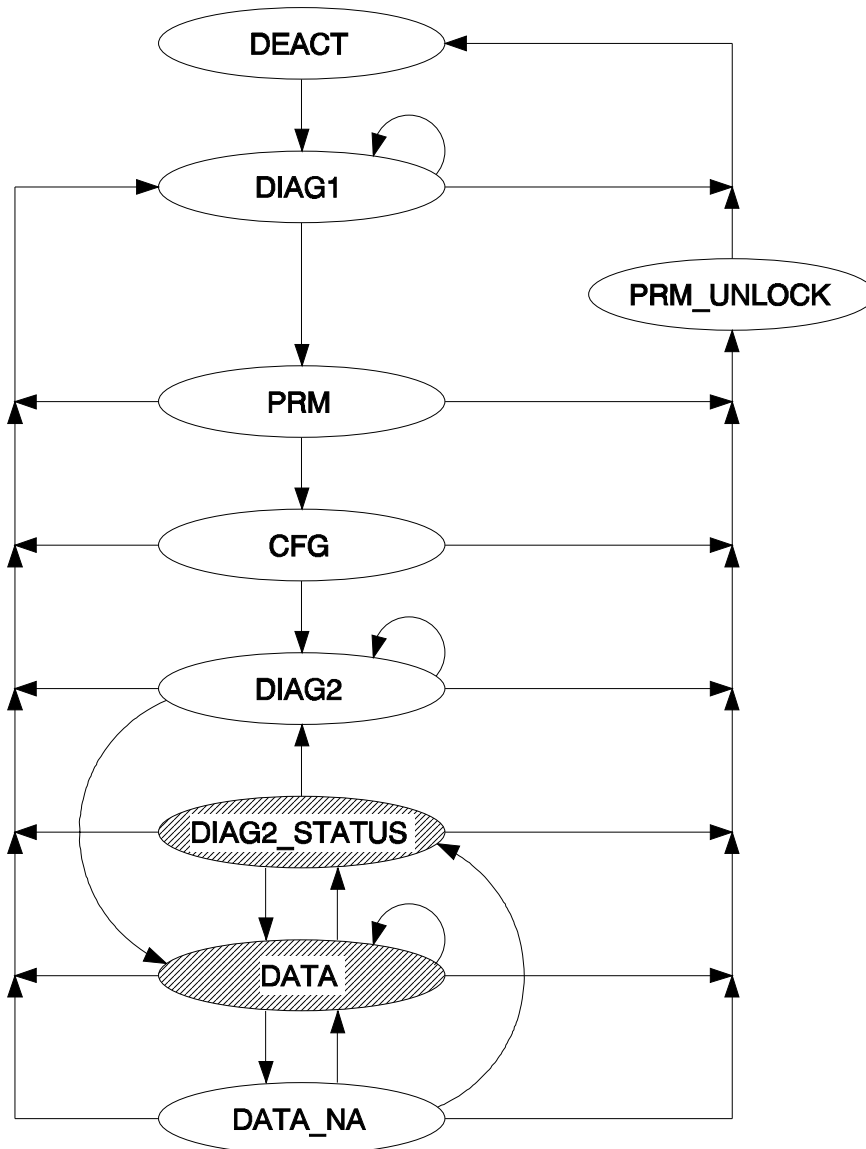 DEACT
DIAG1
PRM_UNLOCK
PRM
CFG
DIAG2
DIAG2_STATUS
DATA
DATA_NA